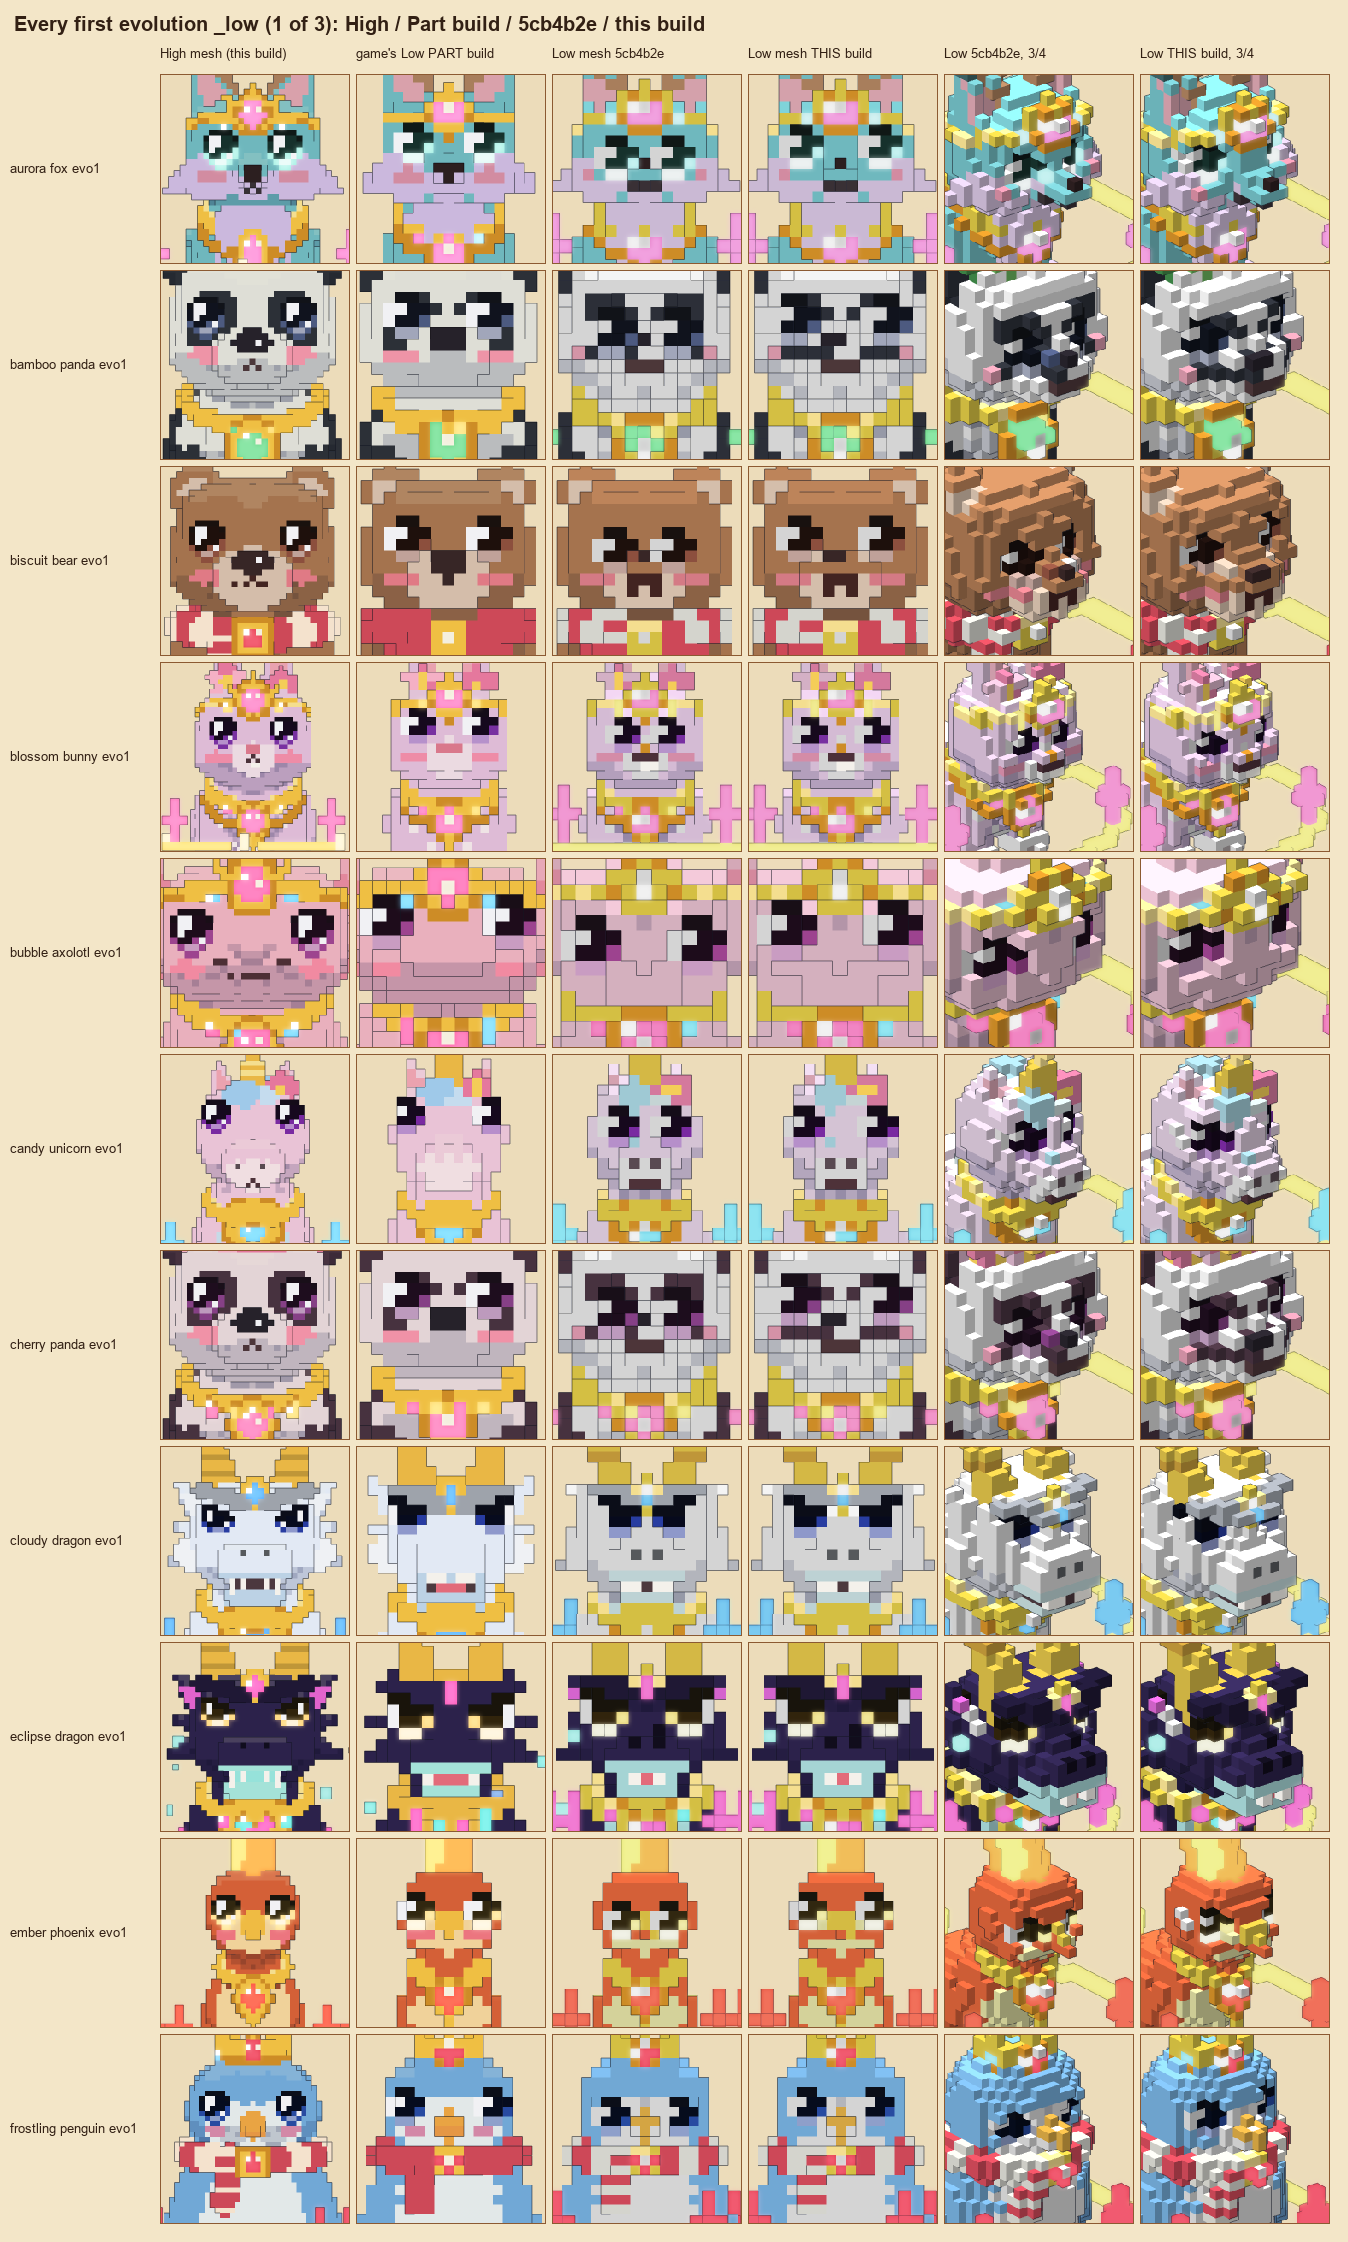 Every first evolution _low (1 of 3): High / Part build / 5cb4b2e / this build
High mesh (this build)
game's Low PART build
Low mesh 5cb4b2e
Low mesh THIS build
Low 5cb4b2e, 3/4
Low THIS build, 3/4
aurora fox evo1
bamboo panda evo1
biscuit bear evo1
blossom bunny evo1
bubble axolotl evo1
candy unicorn evo1
cherry panda evo1
cloudy dragon evo1
eclipse dragon evo1
ember phoenix evo1
frostling penguin evo1